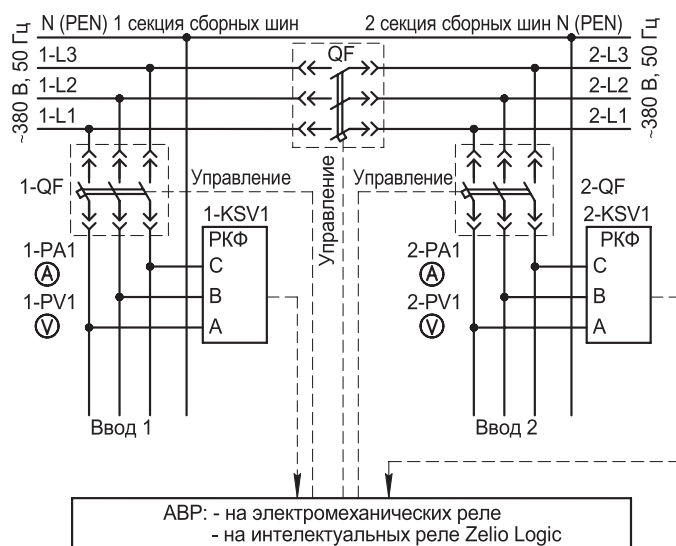 N (PEN) 1 секция сборных шин
2 секция сборных шин N (PEN)
~380 В, 50 Гц
~380 В, 50 Гц
QF
1-L3
2-L3
1-L2
2-L2
1-L1
2-L1
1-QF
Управление
Управление
Управление
2-QF
1-KSV1
2-KSV1
РКФ
РКФ
1-PA1
A
2-PA1
A
C
C
1-PV1
V
2-PV1
V
B
B
A
A
Ввод 1
Ввод 2
АВР: - на электромеханических реле
- на интелектуальных реле Zelio Logic